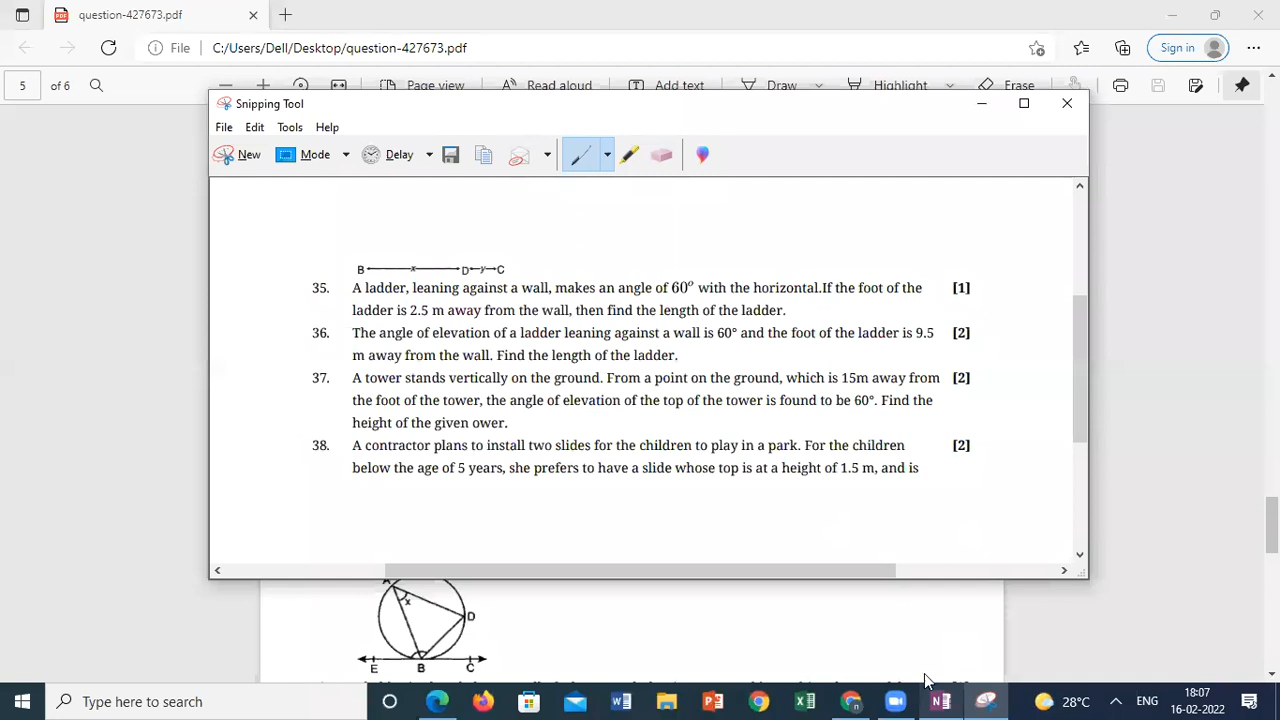 question-427673.pdf
File C:/Users/Dell/Desktop/question-427673.pdf Sign in
5 of 6 Page view Read aloud Add text Draw Highlight Erase
Snipping Tool
File Edit Tools Help
New Mode Delay
B x D y C
35. A ladder, leaning against a wall, makes an angle of 60° with the horizontal.If the foot of the [1]
ladder is 2.5 m away from the wall, then find the length of the ladder.
36. The angle of elevation of a ladder leaning against a wall is 60° and the foot of the ladder is 9.5 [2]
m away from the wall. Find the length of the ladder.
37. A tower stands vertically on the ground. From a point on the ground, which is 15m away from [2]
the foot of the tower, the angle of elevation of the top of the tower is found to be 60°. Find the
height of the given ower.
38. A contractor plans to install two slides for the children to play in a park. For the children [2]
below the age of 5 years, she prefers to have a slide whose top is at a height of 1.5 m, and is
A
x
D
E B C
Type here to search 28°C ENG 18:07
16-02-2022